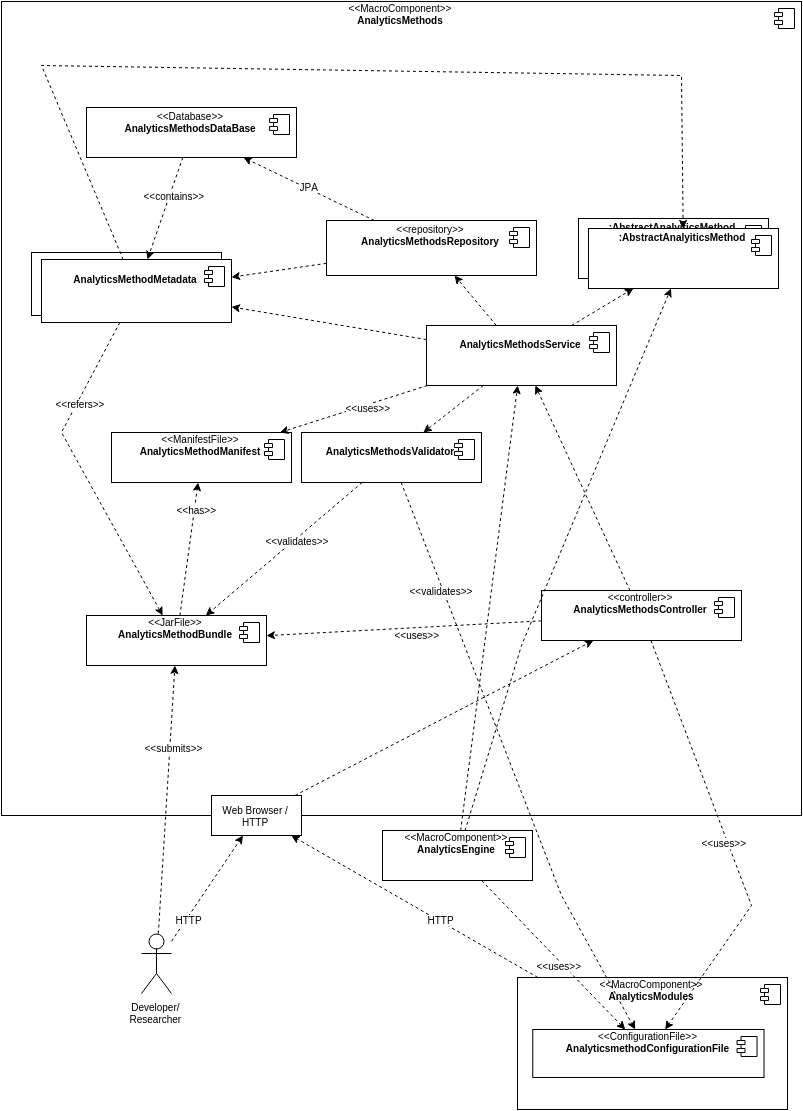 <<MacroComponent>>
AnalyticsMethods
<<Database>>
AnalyticsMethodsDataBase
JPA
<<contains>>
<<repository>>
AnalyticsMethodsRepository
:AbstractAnalyiticMethod
:AbstractAnalyiticMethod
AnalyticsMethodMetadata
AnalyticsMethodsService
<<refers>>
<<uses>>
<<ManifestFile>>
AnalyticsMethodManifest
AnalyticsMethodsValidator
<<has>>
<<validates>>
<<validates>>
<<controller>>
AnalyticsMethodsController
<<JarFile>>
AnalyticsMethodBundle
<<uses>>
<<submits>>
Web Browser /
HTTP
<<MacroComponent>>
AnalyticsEngine
<<uses>>
HTTP
HTTP
<<uses>>
<<MacroComponent>>
AnalyticsModules
Developer/
Researcher
<<ConfigurationFile>>
AnalyticsmethodConfigurationFile